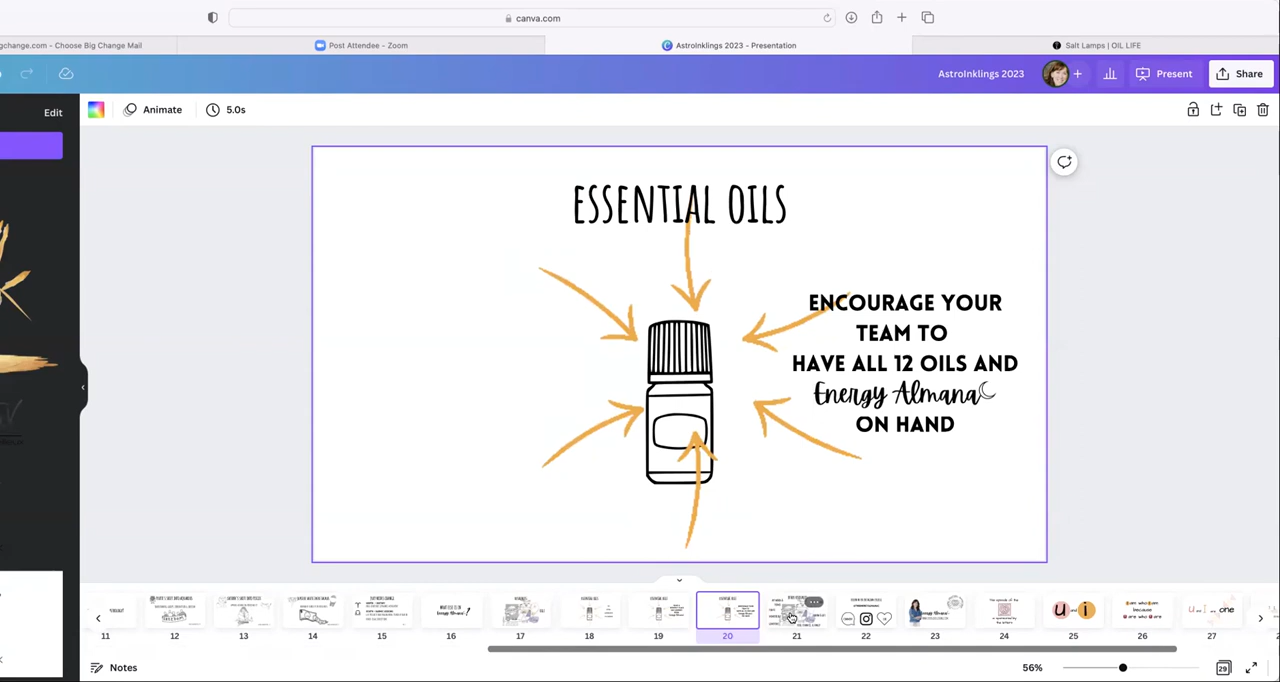 canva.com
gchange.com - Choose Big Change Mail
Post Attendee - Zoom
AstroInklings 2023 - Presentation
Salt Lamps | OIL LIFE
AstroInklings 2023
Present
Share
Edit
Animate
5.0s
ESSENTIAL OILS
ENCOURAGE YOUR
TEAM TO
HAVE ALL 12 OILS AND
Energy Almana
ON HAND
11
12
13
14
15
16
17
18
19
20
21
22
23
24
25
26
27
Notes
56%
29